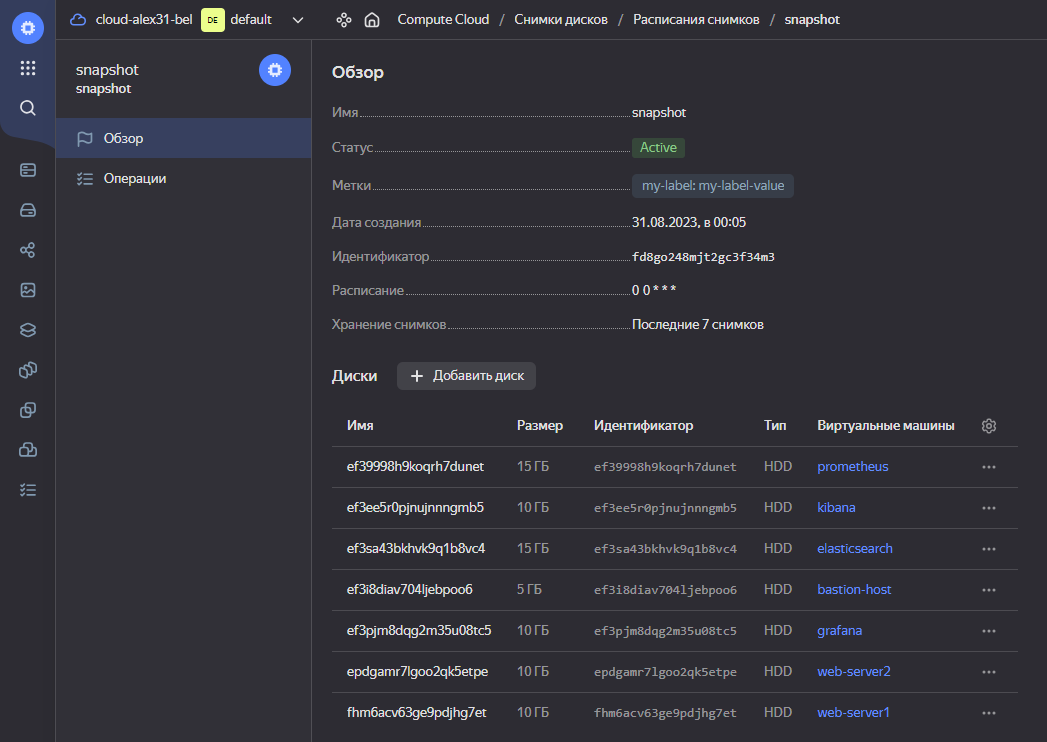 cloud-alex31-bel DE default Compute Cloud / Снимки дисков / Расписания снимков / snapshot
snapshot
snapshot
Обзор
Операции
Обзор
Имя snapshot
Статус Active
Метки my-label: my-label-value
Дата создания 31.08.2023, в 00:05
Идентификатор fd8go248mjt2gc3f34m3
Расписание 0 0 * * *
Хранение снимков Последние 7 снимков
Диски + Добавить диск
Имя Размер Идентификатор Тип Виртуальные машины
ef39998h9koqrh7dunet 15 ГБ ef39998h9koqrh7dunet HDD prometheus
ef3ee5r0pjnujnnngmb5 10 ГБ ef3ee5r0pjnujnnngmb5 HDD kibana
ef3sa43bkhvk9q1b8vc4 15 ГБ ef3sa43bkhvk9q1b8vc4 HDD elasticsearch
ef3i8diav704ljebpoo6 5 ГБ ef3i8diav704ljebpoo6 HDD bastion-host
ef3pjm8dqg2m35u08tc5 10 ГБ ef3pjm8dqg2m35u08tc5 HDD grafana
epdgamr7lgoo2qk5etpe 10 ГБ epdgamr7lgoo2qk5etpe HDD web-server2
fhm6acv63ge9pdjhg7et 10 ГБ fhm6acv63ge9pdjhg7et HDD web-server1